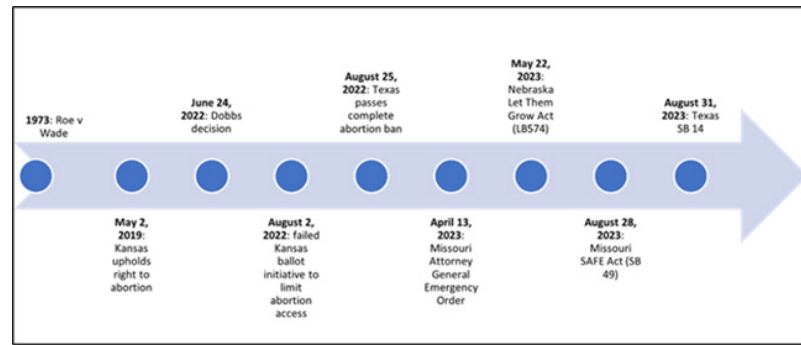 1973: Roe v
Wade
May 2,
2019:
Kansas
upholds
right to
abortion
June 24,
2022: Dobbs
decision
August 2,
2022: failed
Kansas
ballot
initiative to
limit
abortion
access
August 25,
2022: Texas
passes
complete
abortion ban
April 13,
2023:
Missouri
Attorney
General
Emergency
Order
May 22,
2023:
Nebraska
Let Them
Grow Act
(LB574)
August 28,
2023:
Missouri
SAFE Act (SB
49)
August 31,
2023: Texas
SB 14